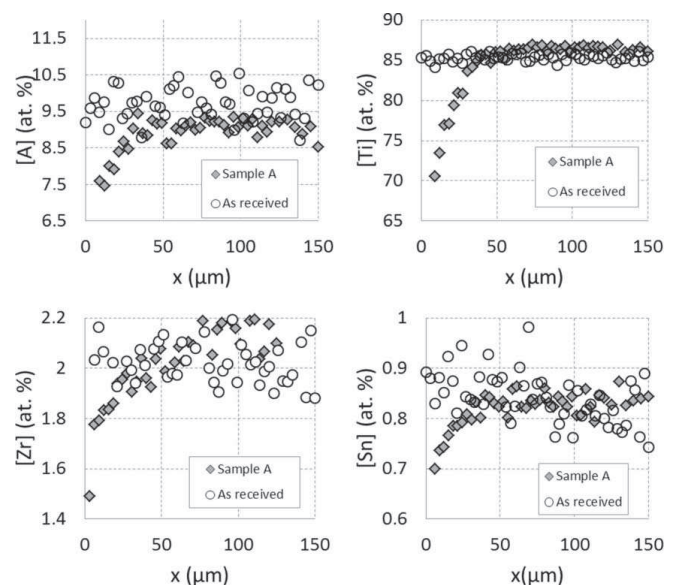 [A] (at. %)
11.5
10.5
9.5
8.5
7.5
6.5
0
50
100
150
x (μm)
Sample A
As received
[Ti] (at. %)
90
85
80
75
70
65
0
50
100
150
x (μm)
Sample A
As received
[Zr] (at. %)
2.2
2
1.8
1.6
1.4
0
50
100
150
x (μm)
Sample A
As received
[Sn] (at. %)
1
0.9
0.8
0.7
0.6
0
50
100
150
x(μm)
Sample A
As received